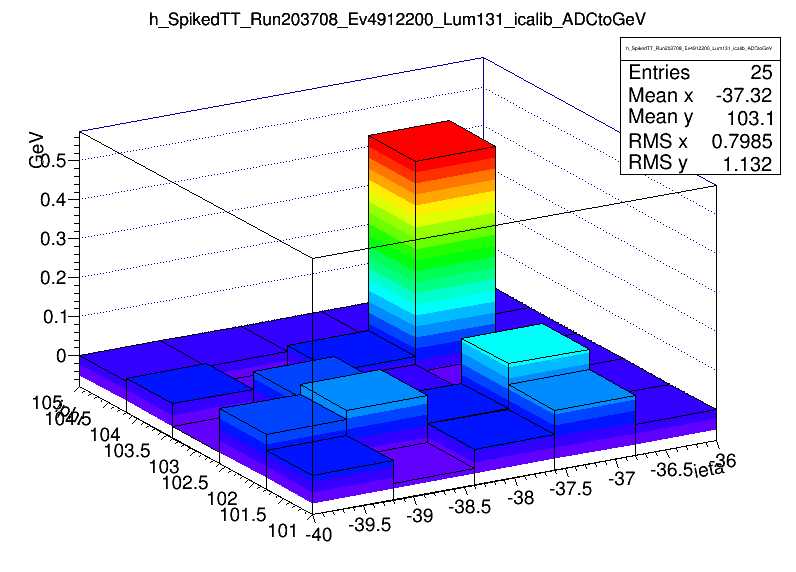 h_SpikedTT_Run203708_Ev4912200_Lum131_icalib_ADCtoGeV
h_SpikedTT_Run203708_Ev4912200_Lum131_icalib_ADCtoGeV
Entries 25
Mean x -37.32
Mean y 103.1
RMS x 0.7985
RMS y 1.132
GeV
0.5
0.4
0.3
0.2
0.1
0
105
104.5
104
103.5
103
102.5
102
101.5
101
-40
-39.5
-39
-38.5
-38
-37.5
-37
-36.5
-36
ieta